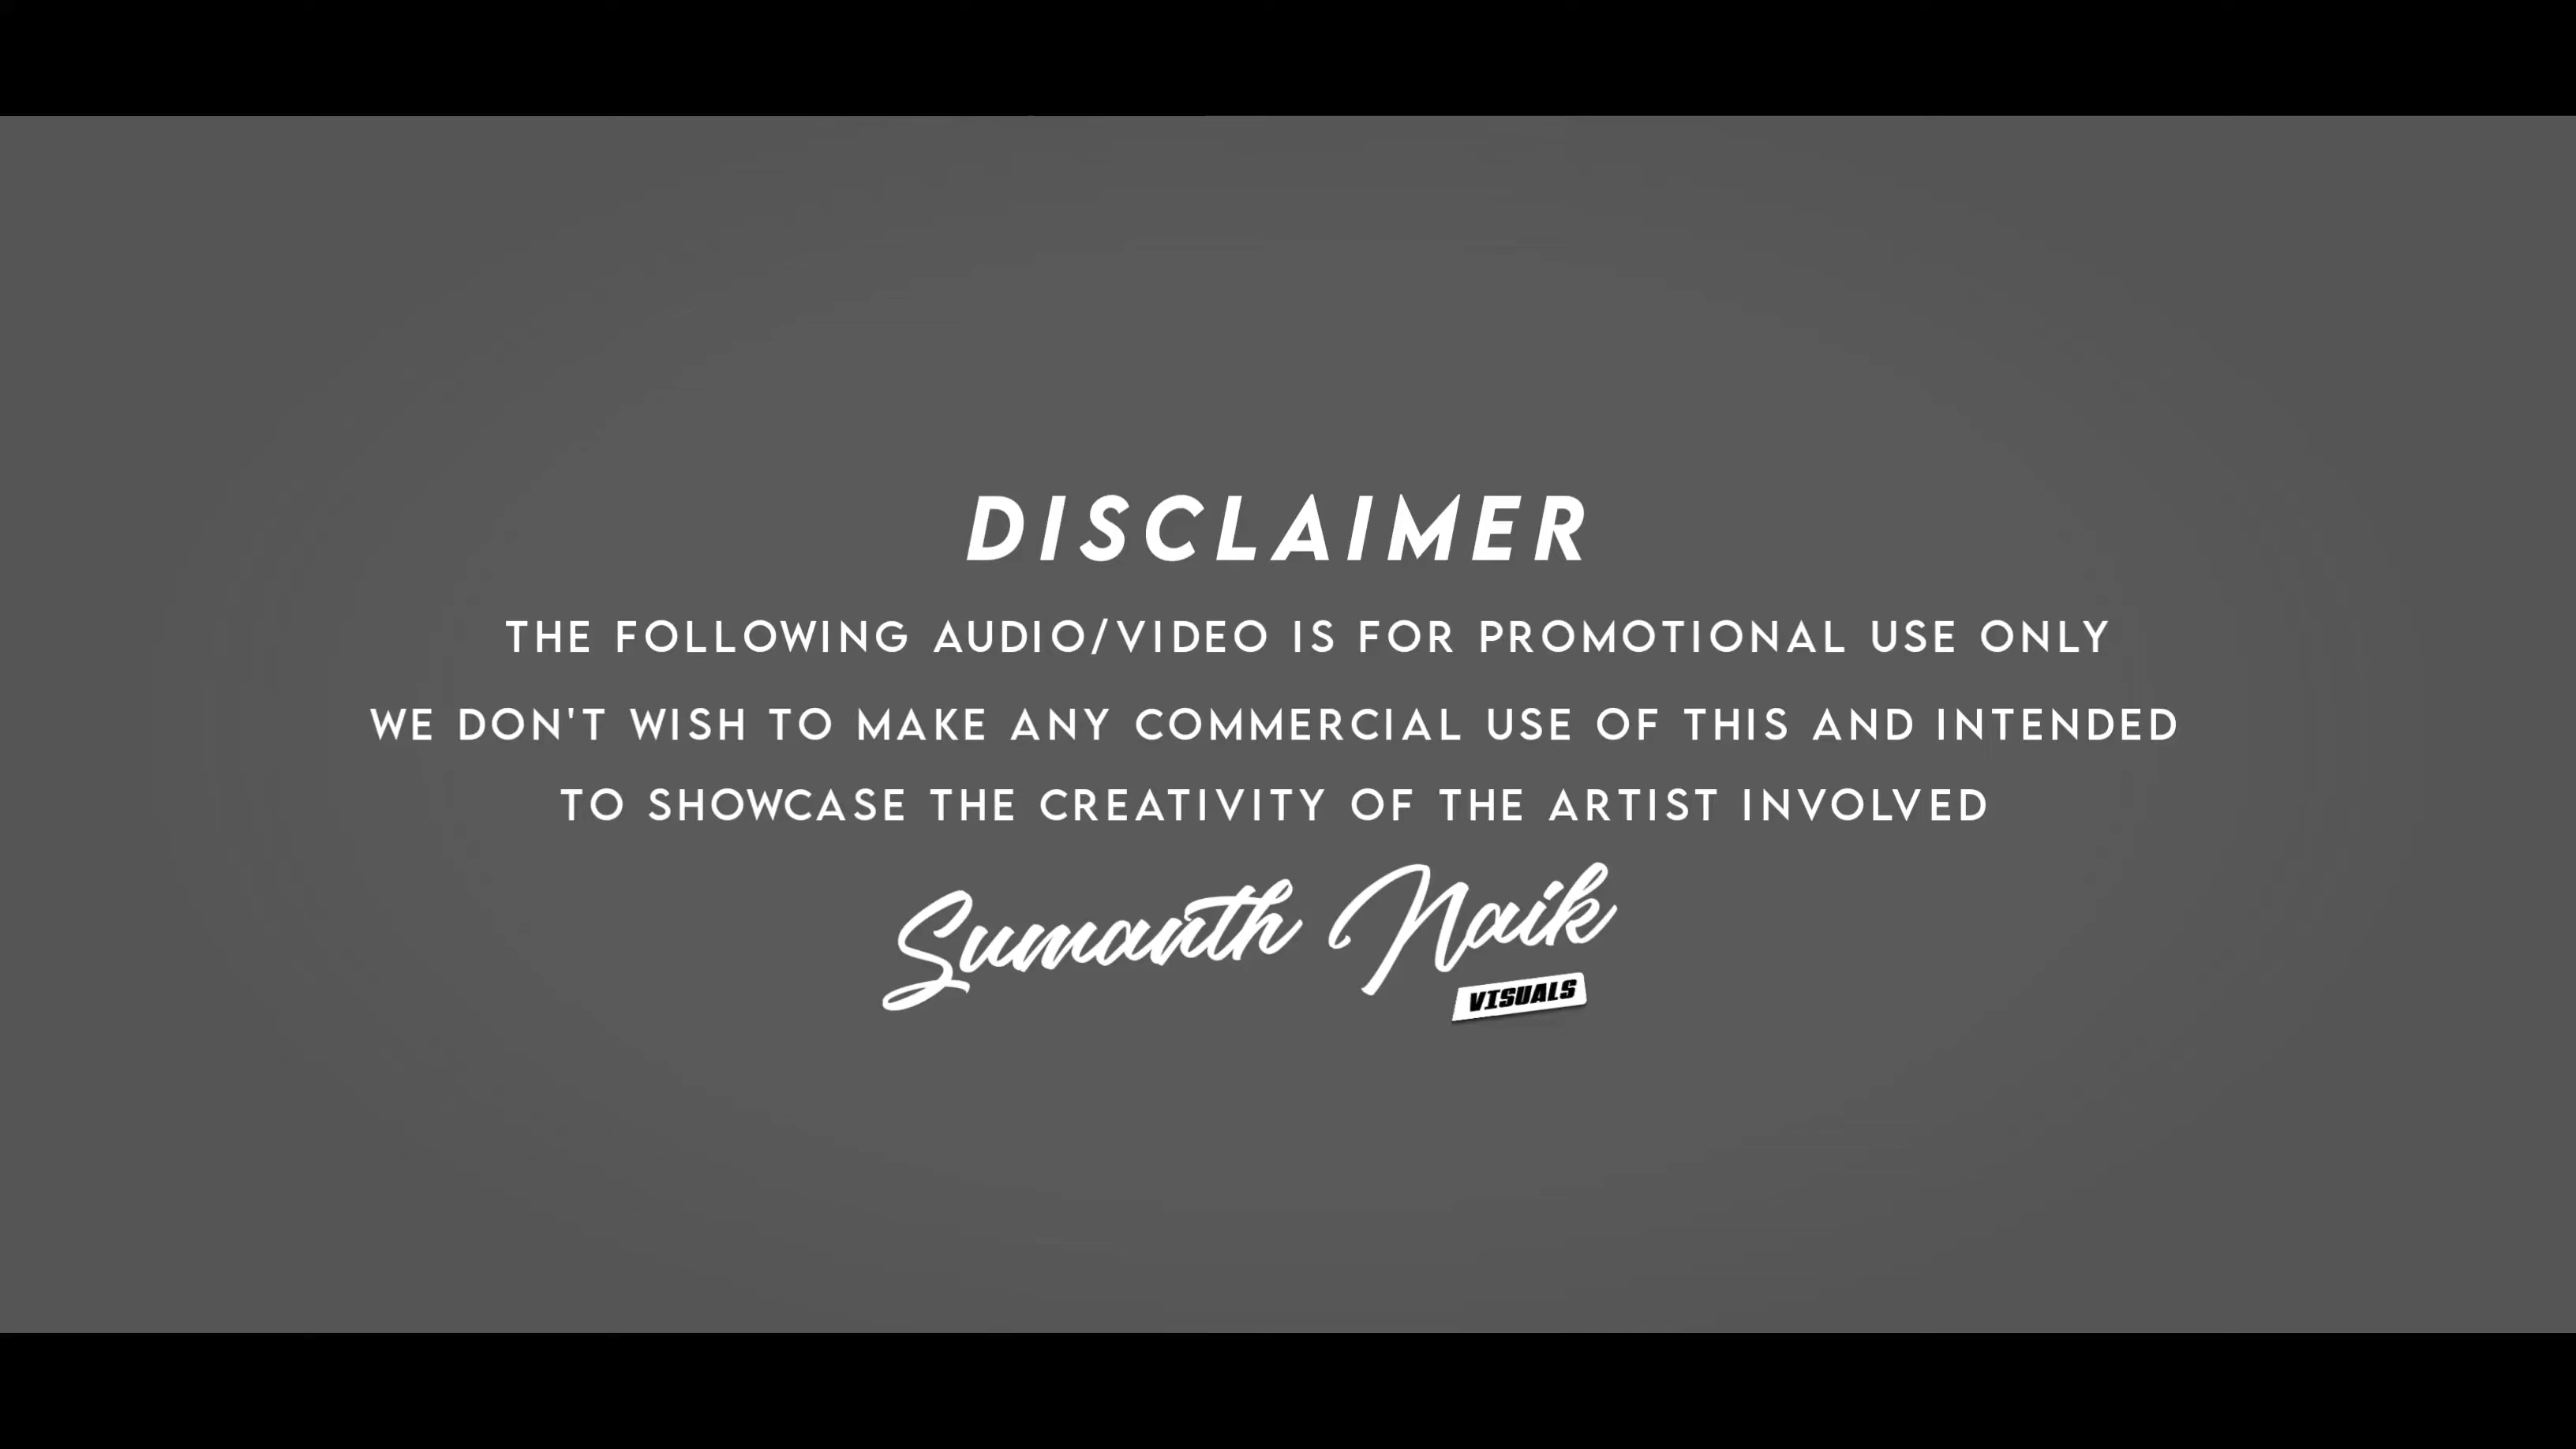 DISCLAIMER
THE FOLLOWING AUDIO/VIDEO IS FOR PROMOTIONAL USE ONLY
WE DON'T WISH TO MAKE ANY COMMERCIAL USE OF THIS AND INTENDED
TO SHOWCASE THE CREATIVITY OF THE ARTIST INVOLVED
Sumanth Naik
VISUALS